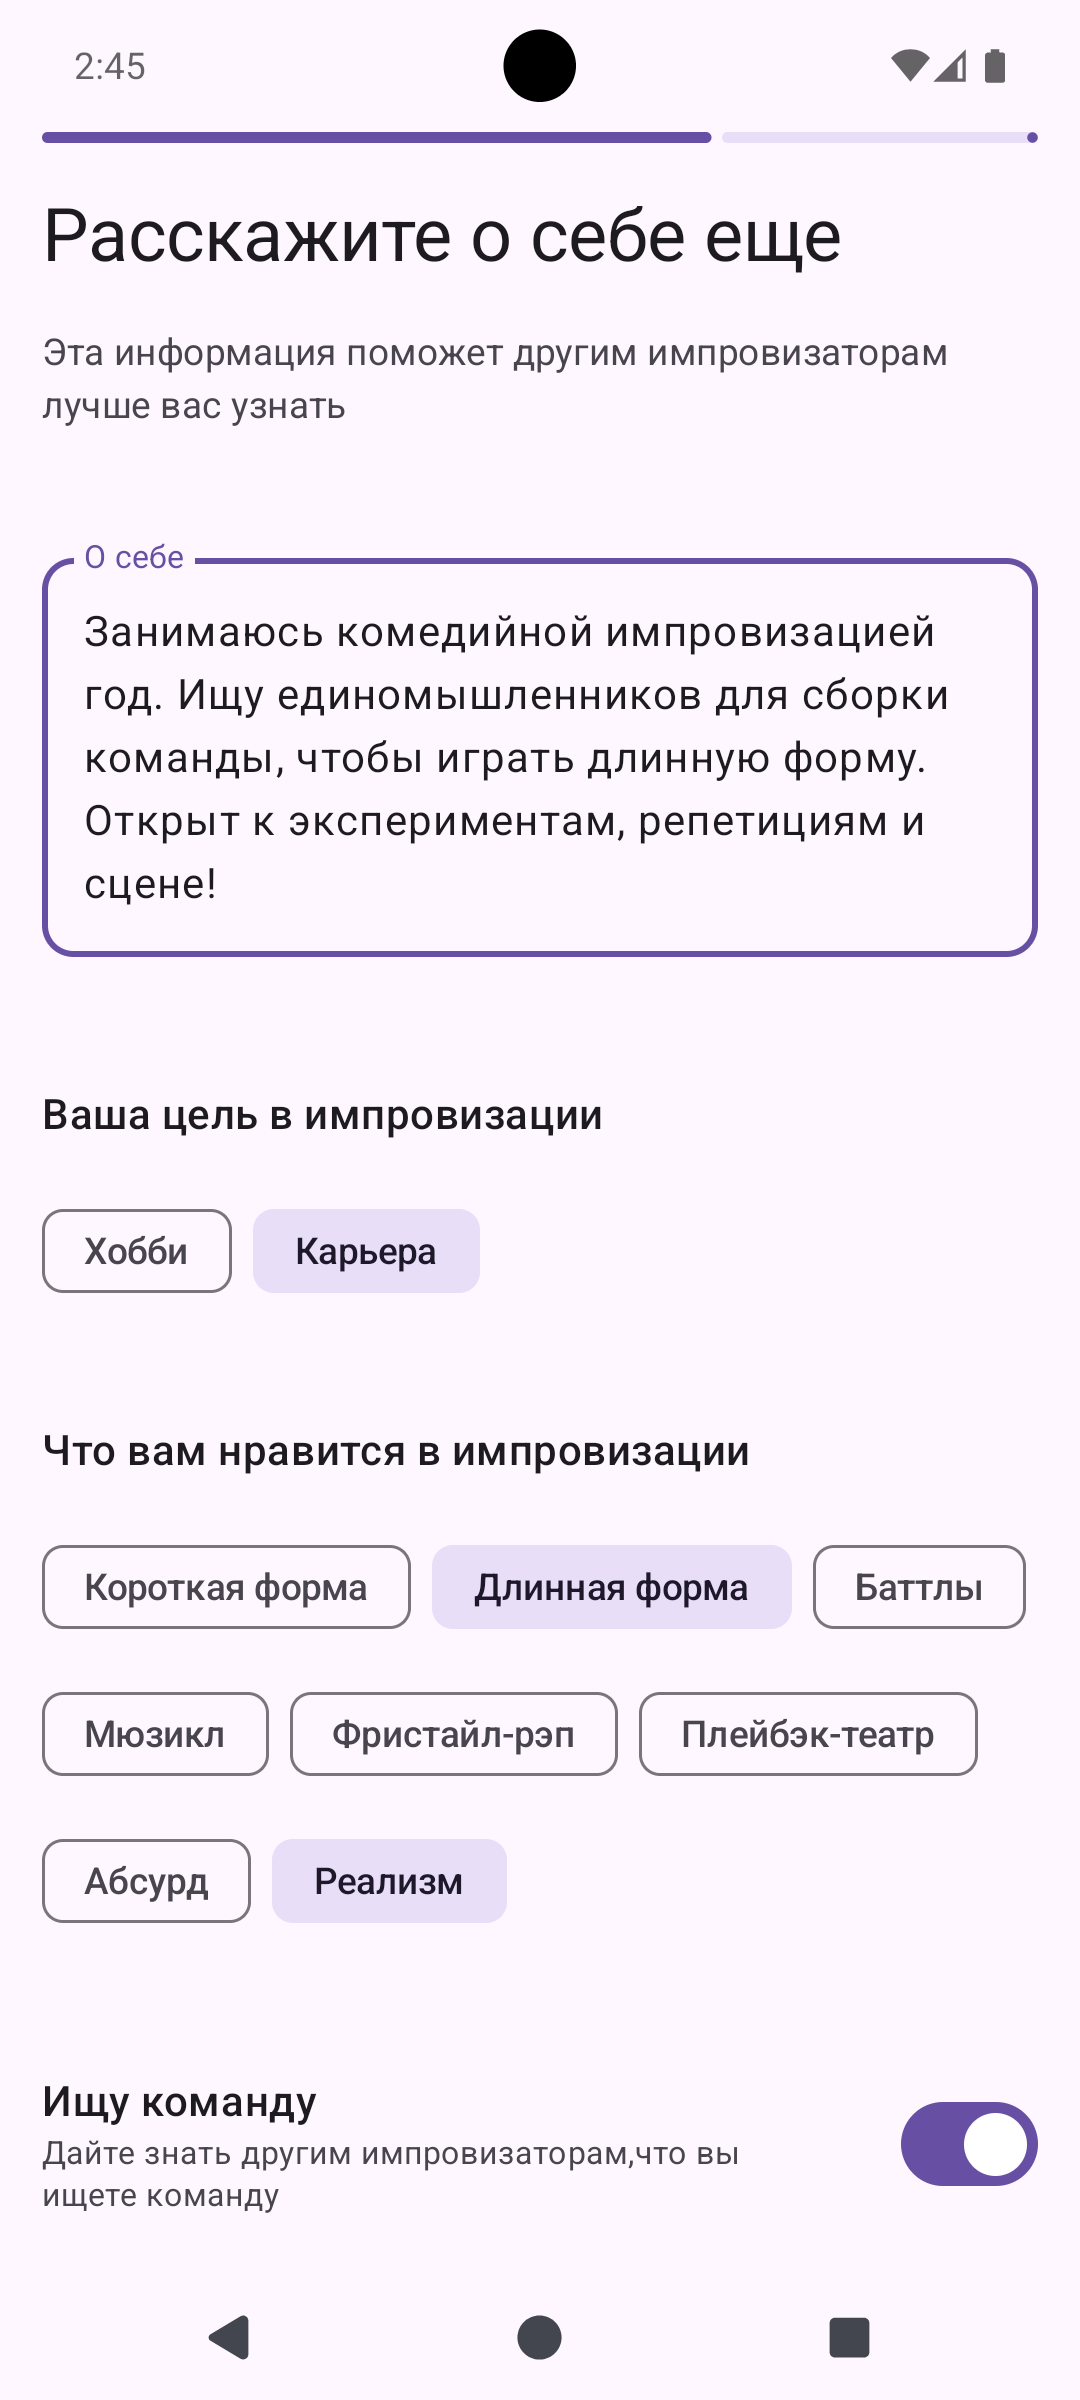 2:45
Расскажите о себе еще
Эта информация поможет другим импровизаторам
лучше вас узнать
О себе
Занимаюсь комедийной импровизацией
год. Ищу единомышленников для сборки
команды, чтобы играть длинную форму.
Открыт к экспериментам, репетициям и
сцене!
Ваша цель в импровизации
Хобби Карьера
Что вам нравится в импровизации
Короткая форма Длинная форма Баттлы
Мюзикл Фристайл-рэп Плейбэк-театр
Абсурд Реализм
Ищу команду
Дайте знать другим импровизаторам,что вы
ищете команду